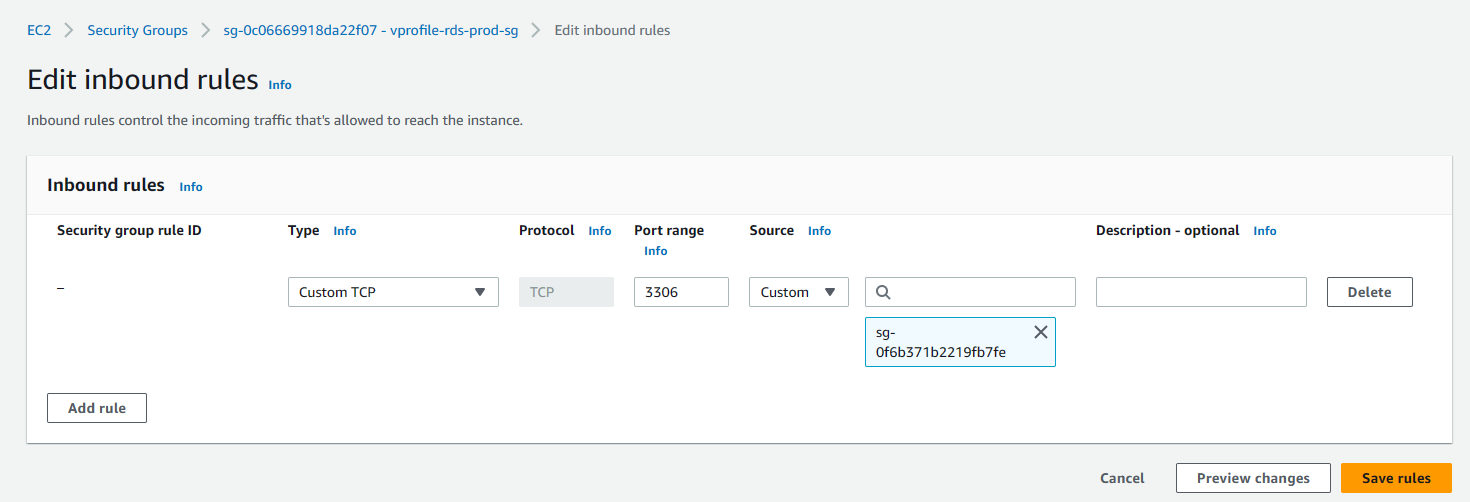 EC2 > Security Groups > sg-0c06669918da22f07 - vprofile-rds-prod-sg > Edit inbound rules
Edit inbound rules Info
Inbound rules control the incoming traffic that's allowed to reach the instance.
Inbound rules Info
Security group rule ID Type Info Protocol Info Port range Source Info Description - optional Info
Info
– Custom TCP TCP 3306 Custom Delete
sg-
0f6b371b2219fb7fe
Add rule
Cancel Preview changes Save rules